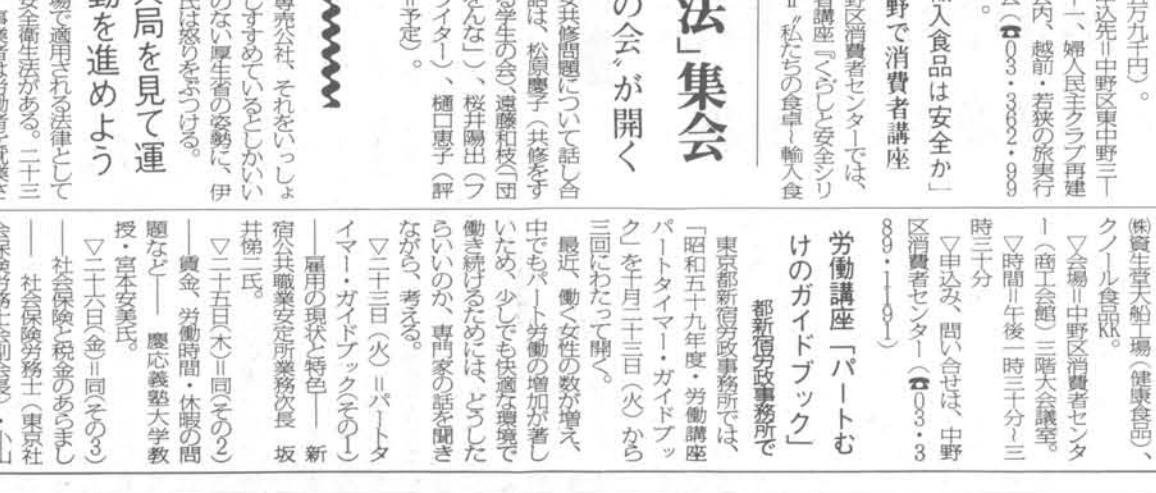 五万九千円）。
申込先＝中野区東中野三ー
十一、婦人民主クラブ再建
会内、越前・若狭の旅実行
会（☎03・362・99
。
輸入食品は安全か」
野で消費者講座
野区消費者センターでは、
者講座『くらしと安全シリ
＝〝私たちの食卓～輸入食
法」集会
の会〟が開く
女共修問題について話し合
話は、松原慶子（共修をす
る学生の会）、遠藤和枝（「団
をんな」）、桜井陽出（フ
ライター）、樋口恵子（評
＝予定）。
専売公社、それをいっしょ
しすすめているとしかいい
のない厚生省の姿勢に、伊
氏は怒りをぶつける。
局を見て運
動を進めよう
場で適用される法律として
安全衛生法がある。二十三
㈱資生堂大船工場（健康食品）、
クノール食品KK。
▽会場＝中野区消費者センタ
ー（商工会館）三階大会議室。
▽時間＝午後一時三十分～三
時三十分
▽申込み、問い合せは、中野
区消費者センター（☎03・3
89・1191）
労働講座「パートむ
けのガイドブック」
都新宿労政事務所で
東京都新宿労政事務所では、
「昭和五十九年度・労働講座
パートタイマー・ガイドブッ
ク」を十月二十三日（火）から
三回にわたって開く。
最近、働く女性の数が増え、
中でもパート労働の増加が著し
いため、少しでも快適な環境で
働き続けるためには、どうした
らいいのか、専門家の話を聞き
ながら、考える。
▽二十三日（火）＝パートタ
イマー・ガイドブック（その1）
――雇用の現状と特色――　新
宿公共職業安定所業務次長　坂
井悌二氏。
▽二十五日（木）＝同（その2）
――賃金、労働時間・休暇の問
題など――　慶応義塾大学教
授・宮本安美氏。
▽二十六日（金）＝同（その3）
――社会保険と税金のあらまし
――　社会保険労務士（東京社